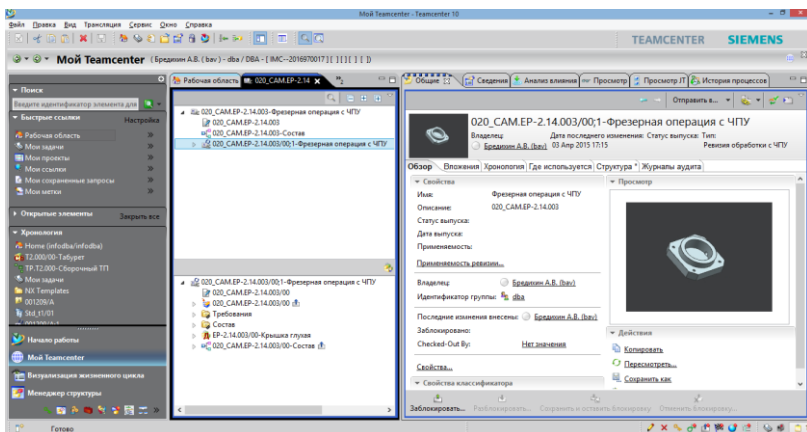 Мой Teamcenter - Teamcenter 10
Файл Правка Вид Трансляция Сервис Окно Справка
TEAMCENTER SIEMENS
Мой Teamcenter ( Бредихин А.В. (bav) - dba / DBA - [ IMC--2016970017 ] [ ] [ ] [ ] [ ] )
Поиск
Введите идентификатор элемента для
Быстрые ссылки Настройка
Рабочая область
Мои задачи
Мои проекты
Мои ссылки
Мои сохраненные запросы
Мои метки
Открытые элементы Закрыть все
Хронология
Home (infodba/infodba)
T2.000/00-Табурет
ТР.Т2.000-Сборочный ТП
Мои задачи
NX Templates
001209/A
Std_t1/01
Начало работы
Мой Teamcenter
Визуализация жизненного цикла
Менеджер структуры
Готово
Рабочая область 020_CAM.EP-2.14
020_CAM.EP-2.14.003-Фрезерная операция с ЧПУ
020_CAM.EP-2.14.003
020_CAM.EP-2.14.003-Состав
020_CAM.EP-2.14.003/00;1-Фрезерная операция с ЧПУ
020_CAM.EP-2.14.003/00;1-Фрезерная операция с ЧПУ
020_CAM.EP-2.14.003/00
020_CAM.EP-2.14.003/00
Требования
Состав
EP-2.14.003/00-Крышка глухая
020_CAM.EP-2.14.003/00-Состав
Общие Сведения Анализ влияния Просмотр Просмотр JT История процессов
Отправить в...
020_CAM.EP-2.14.003/00;1-Фрезерная операция с ЧПУ
Владелец: Дата последнего изменения: Статус выпуска: Тип:
Бредихин А.В. (bav) 03 Апр 2015 17:15 Ревизия обработки с ЧПУ
Обзор Вложения Хронология Где используется Структура Журналы аудита
Свойства
Имя: Фрезерная операция с ЧПУ
Описание: 020_CAM.EP-2.14.003
Статус выпуска:
Дата выпуска:
Применяемость:
Применяемость ревизии...
Владелец: Бредихин А.В. (bav)
Идентификатор группы: dba
Последние изменения внесены: Бредихин А.В. (bav)
Заблокировано:
Checked-Out By: Нет значения
Свойства...
Свойства классификатора
Просмотр
Действия
Копировать
Пересмотреть...
Сохранить как
Заблокировать... Разблокировать... Сохранить и оставить блокировку Отменить блокировку...